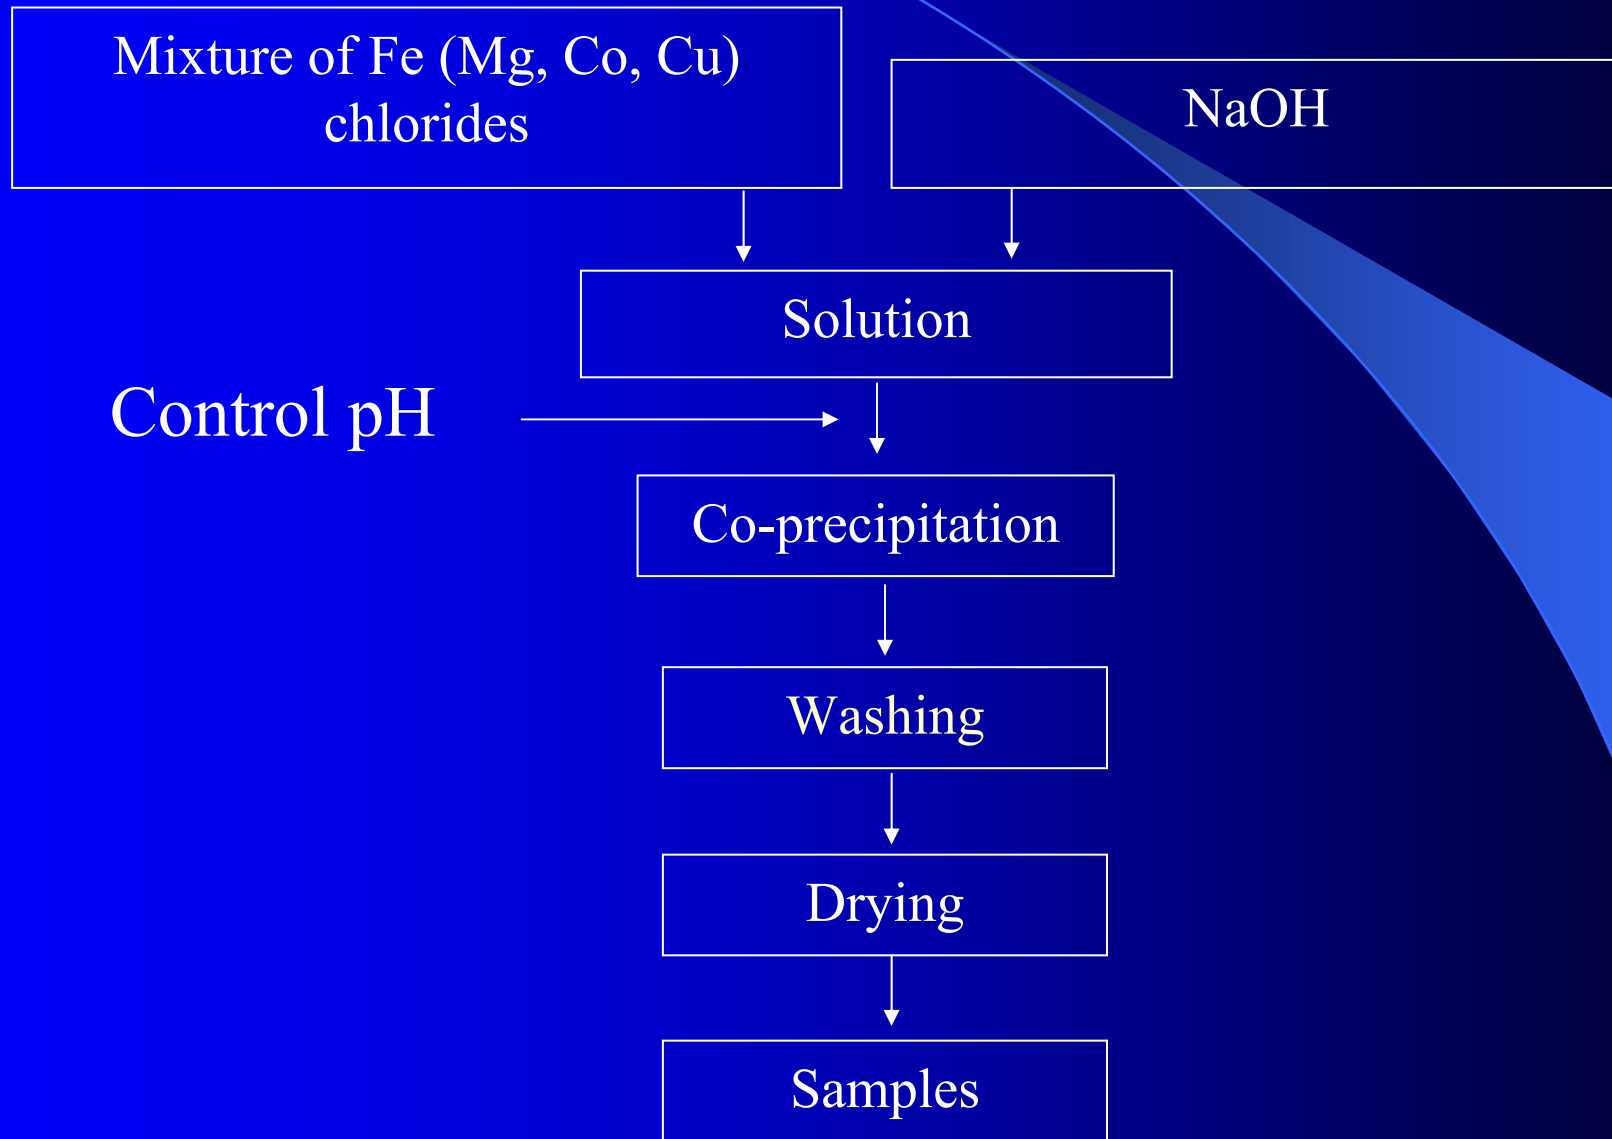 Mixture of Fe (Mg, Co, Cu)
chlorides
NaOH
Solution
Control pH
Co-precipitation
Washing
Drying
Samples